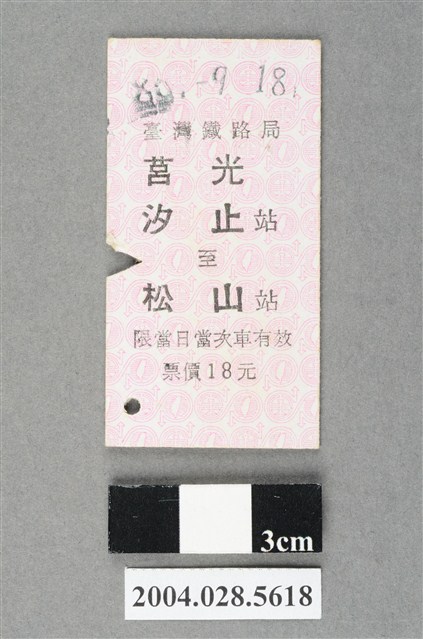 -9 18
臺灣鐵路局
莒光
汐止站
至
松山站
限當日當次車有效
票價18元
3cm
2004.028.5618